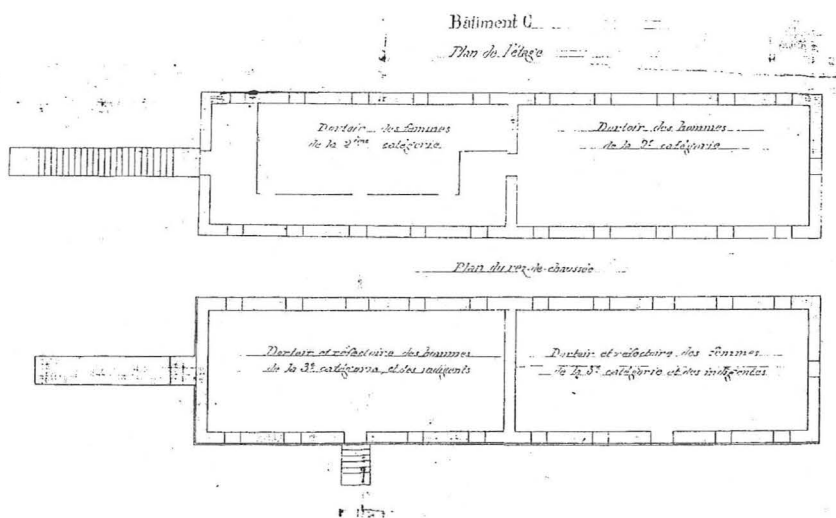 Bâtiment C
Plan de l'étage
Dortoir des femmes
de la 2ème catégorie
Dortoir des hommes
de la 2e catégorie
Plan du rez-de-chaussée
Dortoir et réfectoire des hommes
de la 3e catégorie et des indigents
Dortoir et réfectoire des femmes
de la 3e catégorie et des indigentes